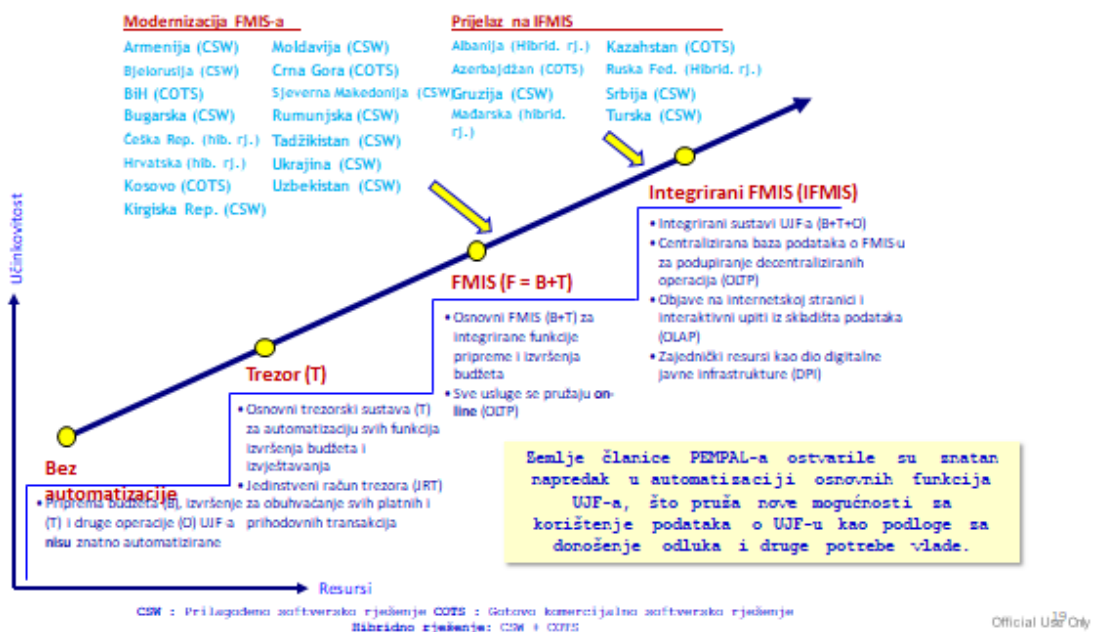 Modernizacija FMIS-a
Armenija (CSW)
Bjelorusija (CSW)
BiH (COTS)
Bugarska (CSW)
Češka Rep. (hib. rj.)
Hrvatska (hib. rj.)
Kosovo (COTS)
Kirgiska Rep. (CSW)
Moldavija (CSW)
Crna Gora (COTS)
Sjeverna Makedonija (CSW)
Rumunjska (CSW)
Tadžikistan (CSW)
Ukrajina (CSW)
Uzbekistan (CSW)
Prijelaz na IFMIS
Albanija (Hibrid. rj.)
Azerbajdžan (COTS)
Gruzija (CSW)
Mađarska (hibrid.
rj.)
Kazahstan (COTS)
Ruska Fed. (Hibrid. rj.)
Srbija (CSW)
Turska (CSW)
Integrirani FMIS (IFMIS)
• Integrirani sustavi UJF-a (B+T+O)
• Centralizirana baza podataka o FMIS-u
za podupiranje decentraliziranih
operacija (OLTP)
• Objave na internetskoj stranici i
interaktivni upiti iz skladišta podataka
(OLAP)
• Zajednički resursi kao dio digitalne
javne infrastrukture (DPI)
FMIS (F = B+T)
• Osnovni FMIS (B+T) za
integrirane funkcije
pripreme i izvršenja
budžeta
• Sve usluge se pružaju on-
line (OLTP)
Trezor (T)
• Osnovni trezorski sustava (T)
za automatizaciju svih funkcija
izvršenja budžeta i
izvještavanja
• Jedinstveni račun trezora (JRT)
za obuhvaćanje svih platnih i
prihodovnih transakcija
Bez
automatizacije
• Priprema budžeta (B), izvršenje
(T) i druge operacije (O) UJF-a
nisu znatno automatizirane
Učinkovitost
Resursi
Zemlje članice PEMPAL-a ostvarile su znatan
napredak u automatizaciji osnovnih funkcija
UJF-a, što pruža nove mogućnosti za
korištenje podataka o UJF-u kao podloge za
donošenje odluka i druge potrebe vlade.
CSW : Prilagođeno softversko rješenje COTS : Gotovo komercijalno softversko rješenje
Hibridno rješenje: CSW + COTS
19
Official Use Only